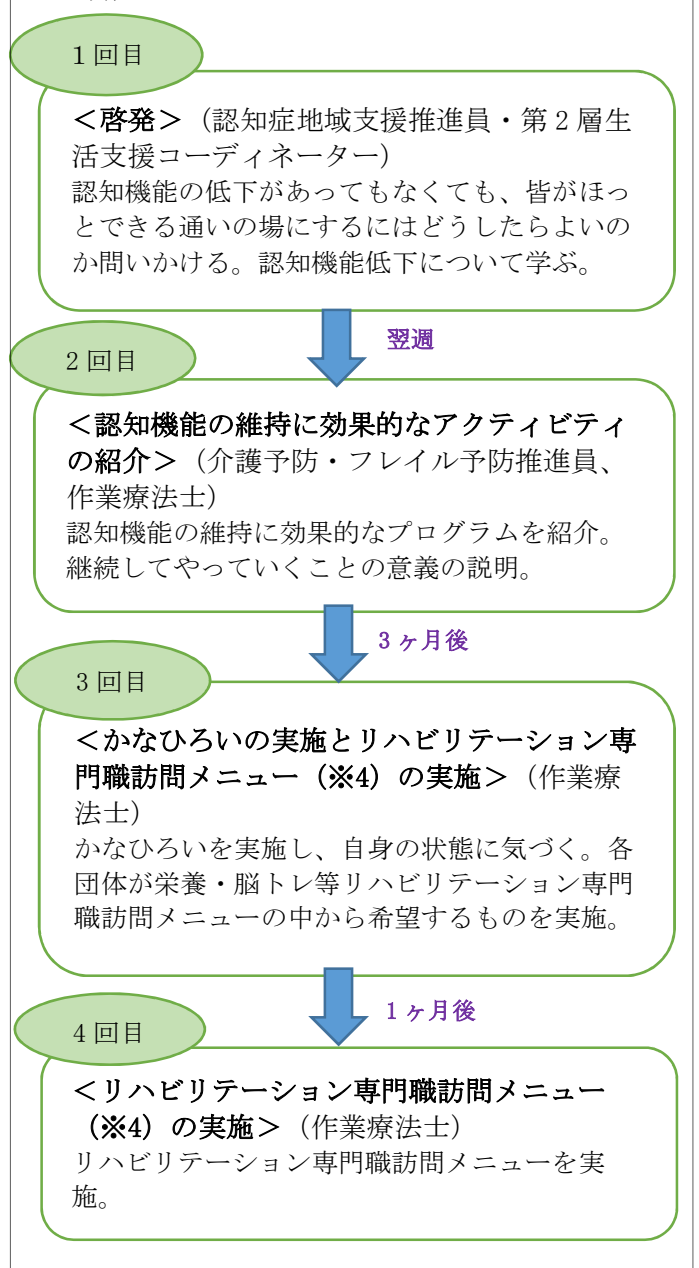 1回目
＜啓発＞（認知症地域支援推進員・第2層生
活支援コーディネーター）
認知機能の低下があってもなくても、皆がほっ
とできる通いの場にするにはどうしたらよいの
か問いかける。認知機能低下について学ぶ。
翌週
2回目
＜認知機能の維持に効果的なアクティビティ
の紹介＞（介護予防・フレイル予防推進員、
作業療法士）
認知機能の維持に効果的なプログラムを紹介。
継続してやっていくことの意義の説明。
3ヶ月後
3回目
＜かなひろいの実施とリハビリテーション専
門職訪問メニュー（※4）の実施＞（作業療
法士）
かなひろいを実施し、自身の状態に気づく。各
団体が栄養・脳トレ等リハビリテーション専門
職訪問メニューの中から希望するものを実施。
1ヶ月後
4回目
＜リハビリテーション専門職訪問メニュー
（※4）の実施＞（作業療法士）
リハビリテーション専門職訪問メニューを実
施。